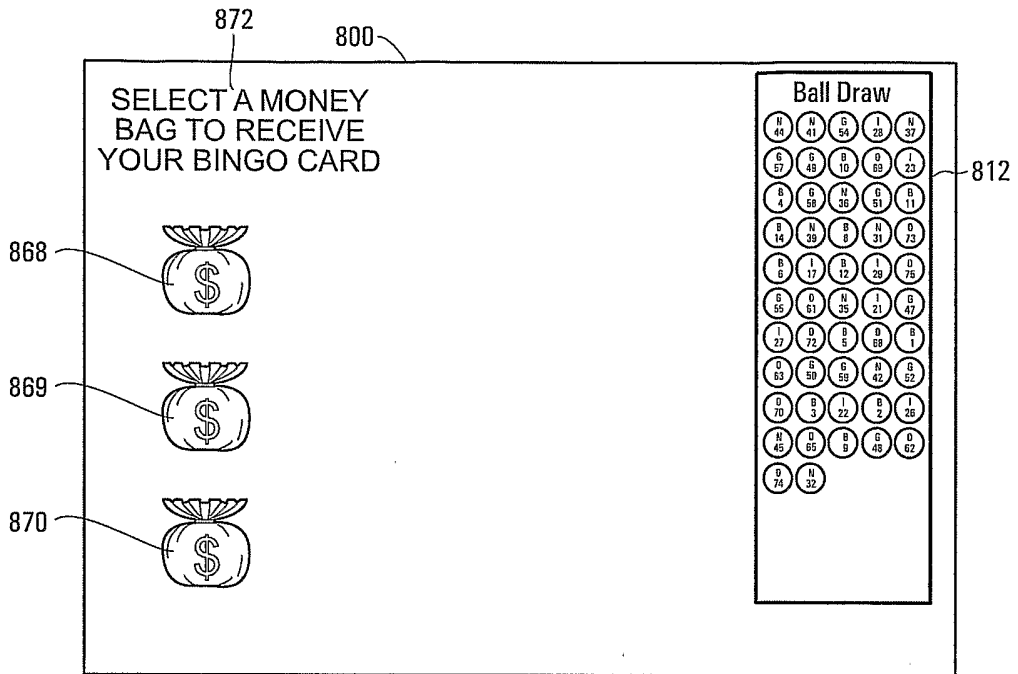 872
800
SELECT A MONEY
BAG TO RECEIVE
YOUR BINGO CARD
868
$
869
$
870
$
Ball Draw
N 44 N 41 G 54 I 28 N 37
G 57 G 49 B 10 O 69 I 23
B 4 G 58 N 36 G 51 B 11
B 14 N 39 B 8 N 31 O 73
B 6 I 17 B 12 I 29 O 75
G 55 O 61 N 35 I 21 G 47
I 27 O 72 B 5 O 68 B 1
O 63 G 50 G 59 N 42 G 52
O 70 B 3 I 22 B 2 I 26
N 45 O 65 B 9 G 48 O 62
O 74 N 32
812